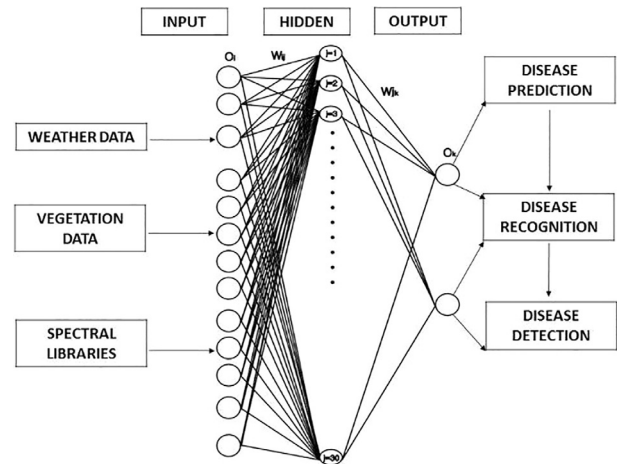 INPUT
HIDDEN
OUTPUT
Oi
Wij
j=1
j=2
j=3
Wjk
Ok
WEATHER DATA
VEGETATION
DATA
SPECTRAL
LIBRARIES
j=30
DISEASE
PREDICTION
DISEASE
RECOGNITION
DISEASE
DETECTION